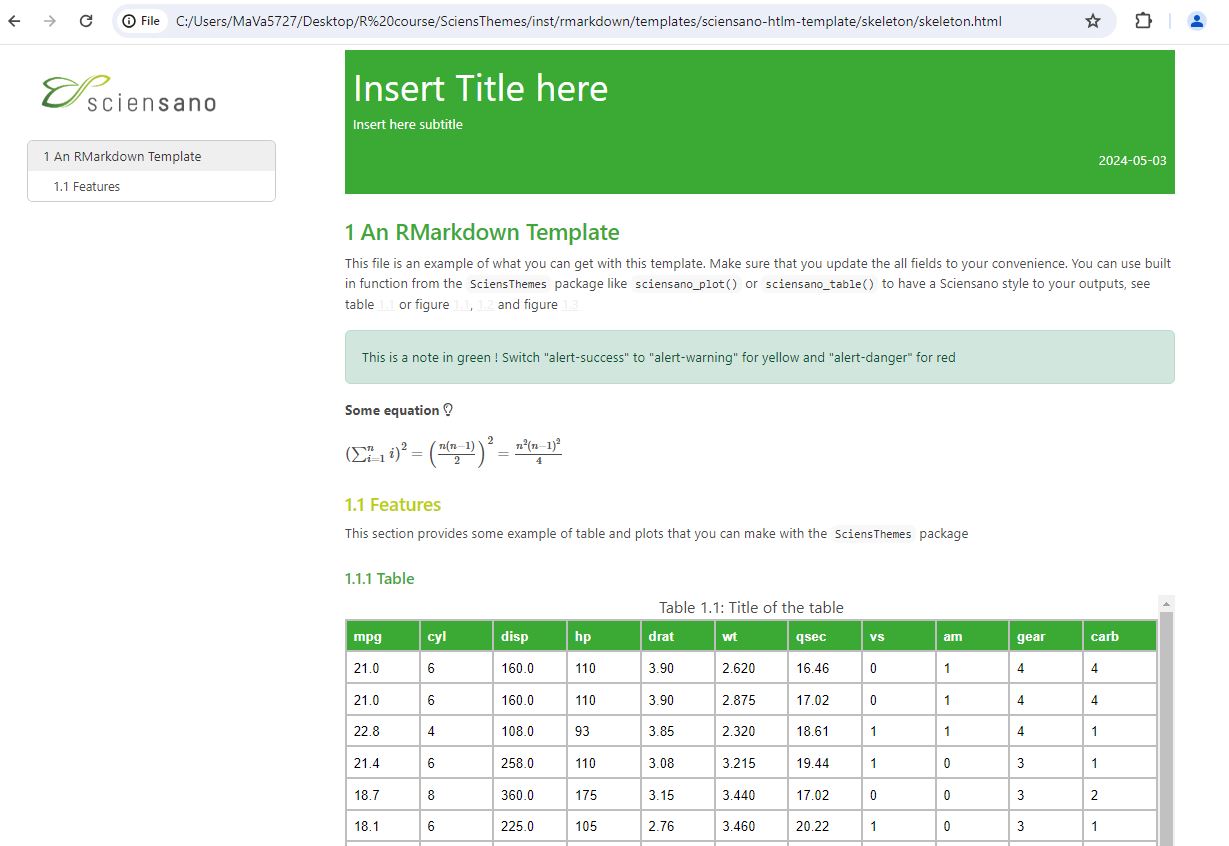 File C:/Users/MaVa5727/Desktop/R%20course/SciensThemes/inst/rmarkdown/templates/sciensano-htlm-template/skeleton/skeleton.html
sciensano
1 An RMarkdown Template
1.1 Features
Insert Title here
Insert here subtitle
2024-05-03
1 An RMarkdown Template
This file is an example of what you can get with this template. Make sure that you update the all fields to your convenience. You can use built
in function from the SciensThemes package like sciensano_plot() or sciensano_table() to have a Sciensano style to your outputs, see
table 1.1 or figure 1.1, 1.2 and figure 1.3
This is a note in green ! Switch "alert-success" to "alert-warning" for yellow and "alert-danger" for red
Some equation
(∑ⁿᵢ₌₁ i)² = (n(n−1)/2)² = n²(n−1)²/4
1.1 Features
This section provides some example of table and plots that you can make with the SciensThemes package
1.1.1 Table
Table 1.1: Title of the table
mpg cyl disp hp drat wt qsec vs am gear carb
21.0 6 160.0 110 3.90 2.620 16.46 0 1 4 4
21.0 6 160.0 110 3.90 2.875 17.02 0 1 4 4
22.8 4 108.0 93 3.85 2.320 18.61 1 1 4 1
21.4 6 258.0 110 3.08 3.215 19.44 1 0 3 1
18.7 8 360.0 175 3.15 3.440 17.02 0 0 3 2
18.1 6 225.0 105 2.76 3.460 20.22 1 0 3 1